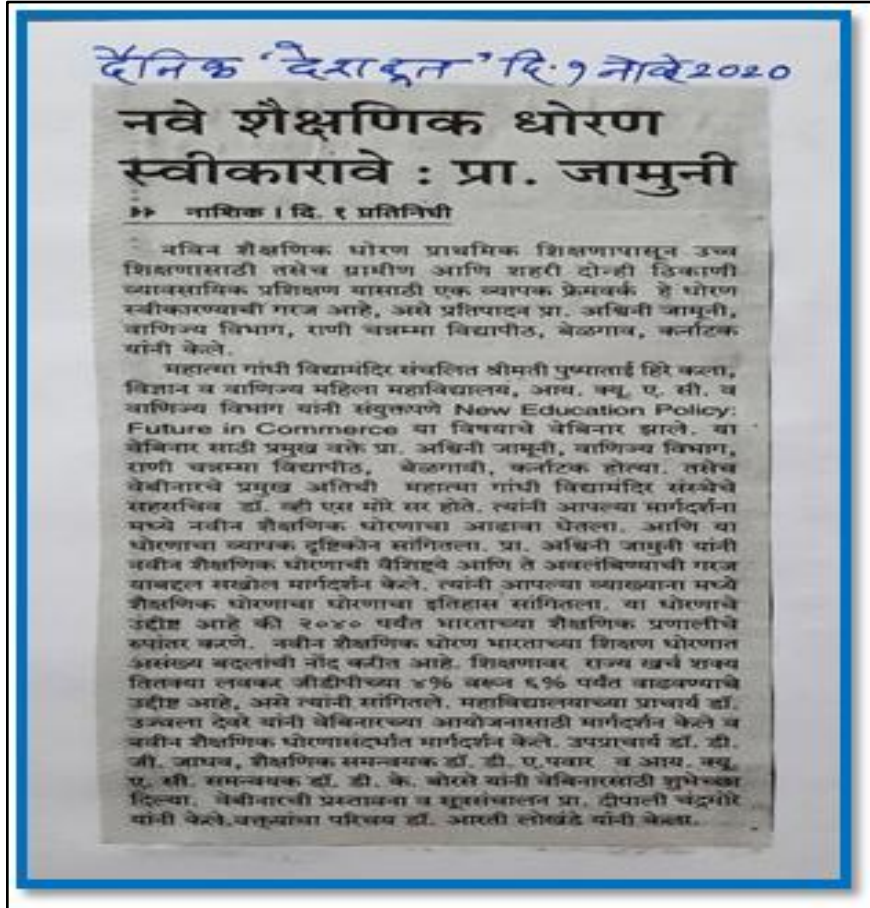 दैनिक 'देशदूत' दि. १ नोव्हे २०२०
नवे शैक्षणिक धोरण
स्वीकारावे : प्रा. जामुनी
नाशिक । दि. १ प्रतिनिधी
नविन शैक्षणिक धोरण प्राथमिक शिक्षणापासून उच्च
शिक्षणासाठी तसेच ग्रामीण आणि शहरी दोन्ही ठिकाणी
व्यावसायिक प्रशिक्षण यासाठी एक व्यापक फ्रेमवर्क हे धोरण
स्वीकारण्याची गरज आहे, असे प्रतिपादन प्रा. अश्विनी जामूनी,
वाणिज्य विभाग, राणी चन्नम्मा विद्यापीठ, बेळगाव, कर्नाटक
यांनी केले.
महात्मा गांधी विद्यामंदिर संचलित श्रीमती पुष्पाताई हिरे कला,
विज्ञान व वाणिज्य महिला महाविद्यालय, आय. क्यू. ए. सी. व
वाणिज्य विभाग यांनी संयुक्तपणे New Education Policy:
Future in Commerce या विषयाचे वेबिनार झाले. या
वेबिनार साठी प्रमुख वक्ते प्रा. अश्विनी जामूनी, वाणिज्य विभाग,
राणी चन्नम्मा विद्यापीठ, बेळगावी, कर्नाटक होत्या. तसेच
वेबीनारचे प्रमुख अतिथी महात्मा गांधी विद्यामंदिर संस्थेचे
सहसचिव डॉ. व्ही एस मोरे सर होते. त्यांनी आपल्या मार्गदर्शना
मध्ये नवीन शैक्षणिक धोरणाचा आढावा घेतला. आणि या
धोरणाचा व्यापक दृष्टिकोन सांगितला. प्रा. अश्विनी जामुनी यांनी
नवीन शैक्षणिक धोरणाची वैशिष्ट्ये आणि ते अवलंबिण्याची गरज
याबद्दल सखोल मार्गदर्शन केले. त्यांनी आपल्या व्याख्याना मध्ये
शैक्षणिक धोरणाचा धोरणाचा इतिहास सांगितला. या धोरणाचे
उद्दीष्ट आहे की २०४० पर्यंत भारताच्या शैक्षणिक प्रणालीचे
रुपांतर करणे. नवीन शैक्षणिक धोरण भारताच्या शिक्षण धोरणात
असंख्य बदलांची नोंद करीत आहे. शिक्षणावर राज्य खर्च शक्य
तितक्या लवकर जीडीपीच्या ४% वरून ६% पर्यंत वाढवण्याचे
उद्दीष्ट आहे, असे त्यांनी सांगितले. महाविद्यालयाच्या प्राचार्य डॉ.
उज्वला देवरे यांनी वेबिनारच्या आयोजनासाठी मार्गदर्शन केले व
नवीन शैक्षणिक धोरणासंदर्भात मार्गदर्शन केले. उपप्राचार्य डॉ. डी.
जी. जाधव, शैक्षणिक समन्वयक डॉ. डी ए.पवार व आय. क्यू.
ए. सी. समन्वयक डॉ. डी. के. बोरसे यांनी वेबिनारसाठी शुभेच्छा
दिल्या. वेबीनारची प्रस्तावना व सूत्रसंचालन प्रा. दीपाली चंद्रमोरे
यांनी केले.वक्त्यांचा परिचय डॉ. आरती लोखंडे यांनी केला.